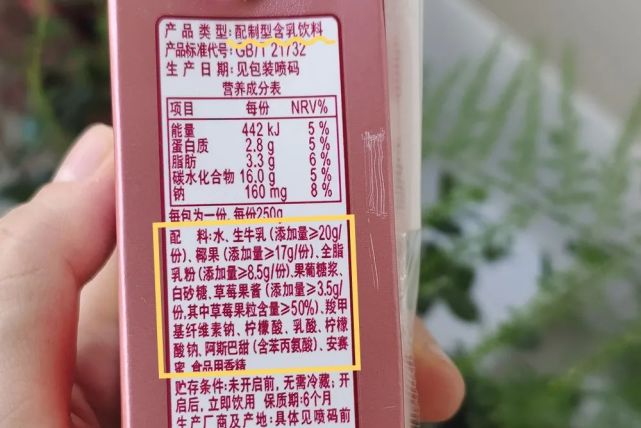 产品类型:配制型含乳饮料
产品标准代号:GB/T 21732
生产日期:见包装喷码
营养成分表
项目 每份 NRV%
能量 442 kJ 5 %
蛋白质 2.8 g 5 %
脂肪 3.3 g 6 %
碳水化合物 16.0 g 5 %
钠 160 mg 8 %
每包为一份,每份250g
配 料:水、生牛乳(添加量≥20g/
份)、椰果(添加量≥17g/份)、全脂
乳粉(添加量≥8.5g/份)、果葡糖浆、
白砂糖、草莓果酱(添加量≥3.5g/
份,其中草莓果粒含量≥50%)、羧甲
基纤维素钠、柠檬酸、乳酸、柠檬
酸钠、阿斯巴甜(含苯丙氨酸)、安赛
蜜、食品用香精
贮存条件:未开启前,无需冷藏;开
启后,立即饮用 保质期:6个月
生产厂商及产地:具体见喷码前